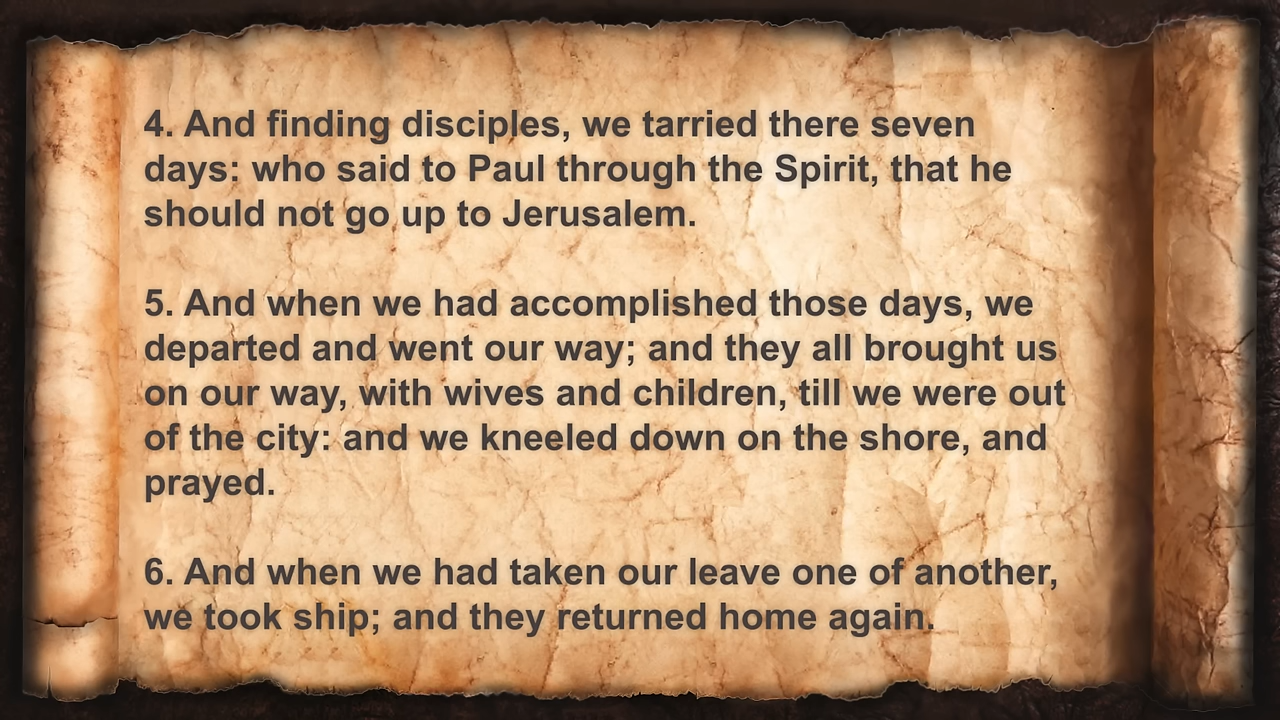 4. And finding disciples, we tarried there seven
days: who said to Paul through the Spirit, that he
should not go up to Jerusalem.
5. And when we had accomplished those days, we
departed and went our way; and they all brought us
on our way, with wives and children, till we were out
of the city: and we kneeled down on the shore, and
prayed.
6. And when we had taken our leave one of another,
we took ship; and they returned home again.